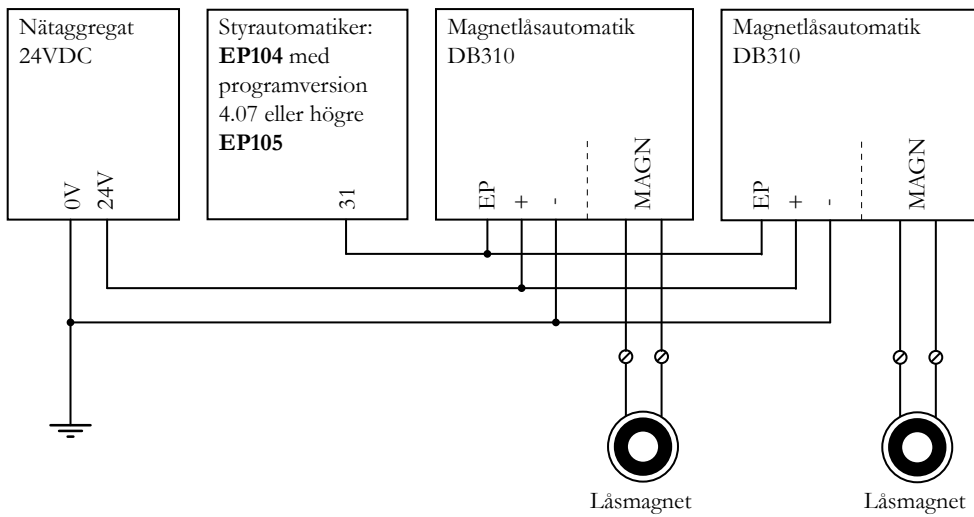 Nätaggregat
24VDC
0V
24V
Styrautomatiker:
EP104 med
programversion
4.07 eller högre
EP105
31
Magnetlåsautomatik
DB310
EP
+
-
MAGN
Magnetlåsautomatik
DB310
EP
+
-
MAGN
Låsmagnet
Låsmagnet